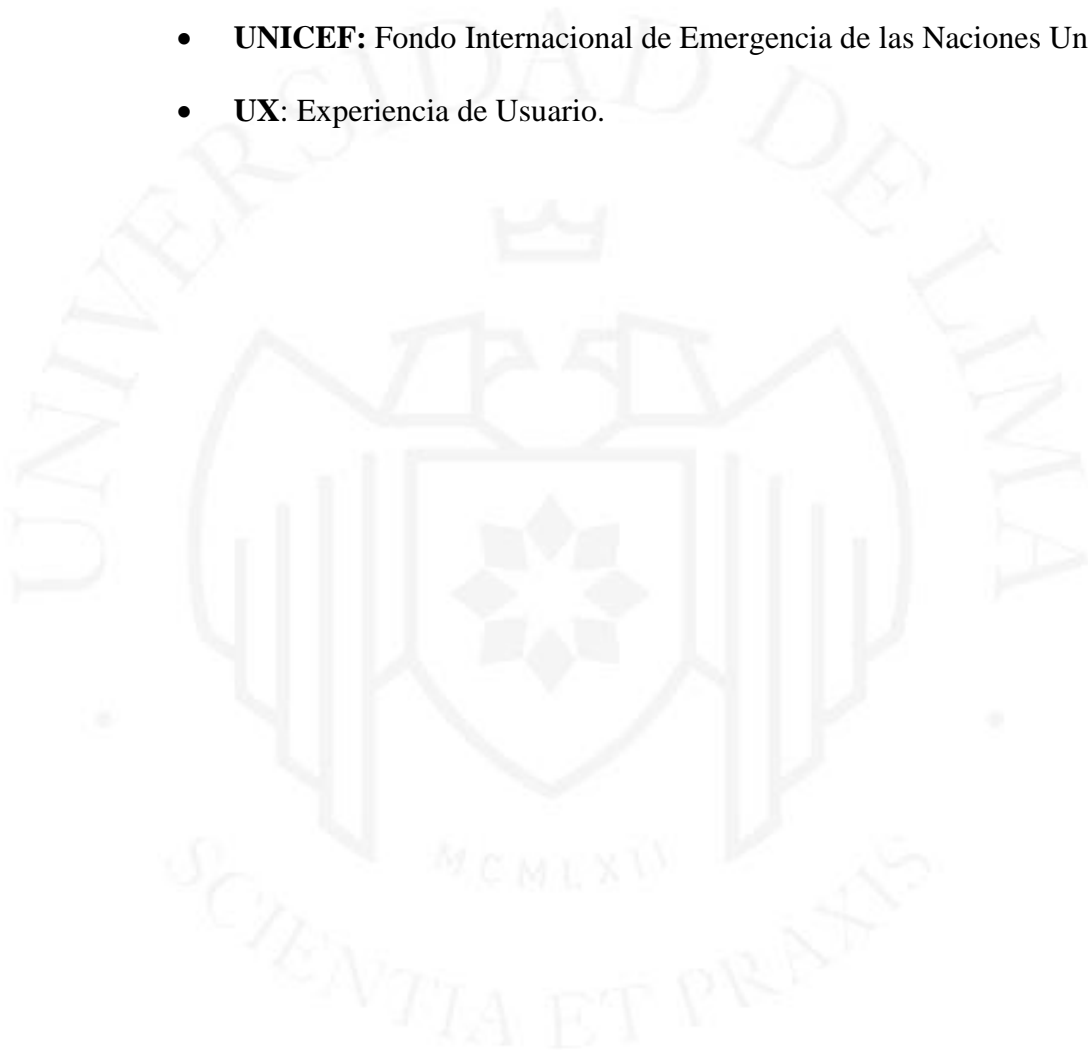 • UNICEF: Fondo Internacional de Emergencia de las Naciones Un
• UX: Experiencia de Usuario.
UNIVERSIDAD DE LIMA
MCMLXII
SCIENTIA ET PRAXIS